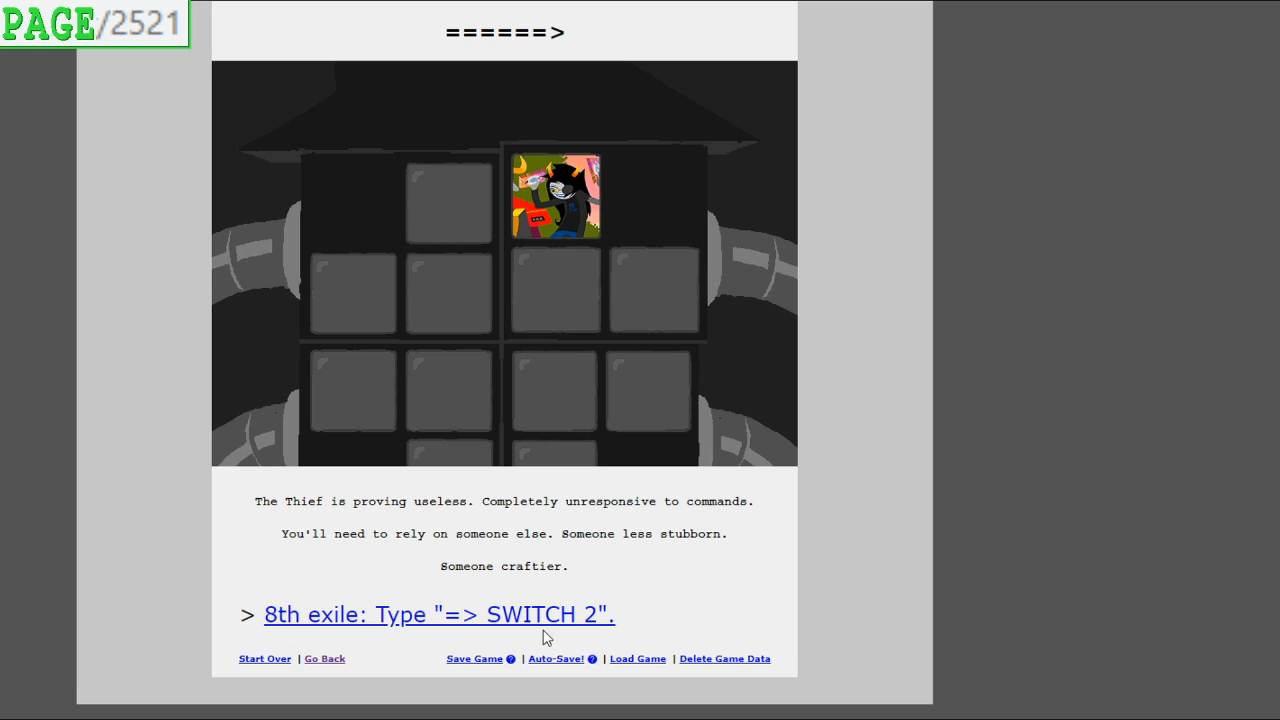 PAGE/2521
======>
The Thief is proving useless. Completely unresponsive to commands.
You'll need to rely on someone else. Someone less stubborn.
Someone craftier.
> 8th exile: Type "=> SWITCH 2".
Start Over | Go Back Save Game ? | Auto-Save! ? | Load Game | Delete Game Data